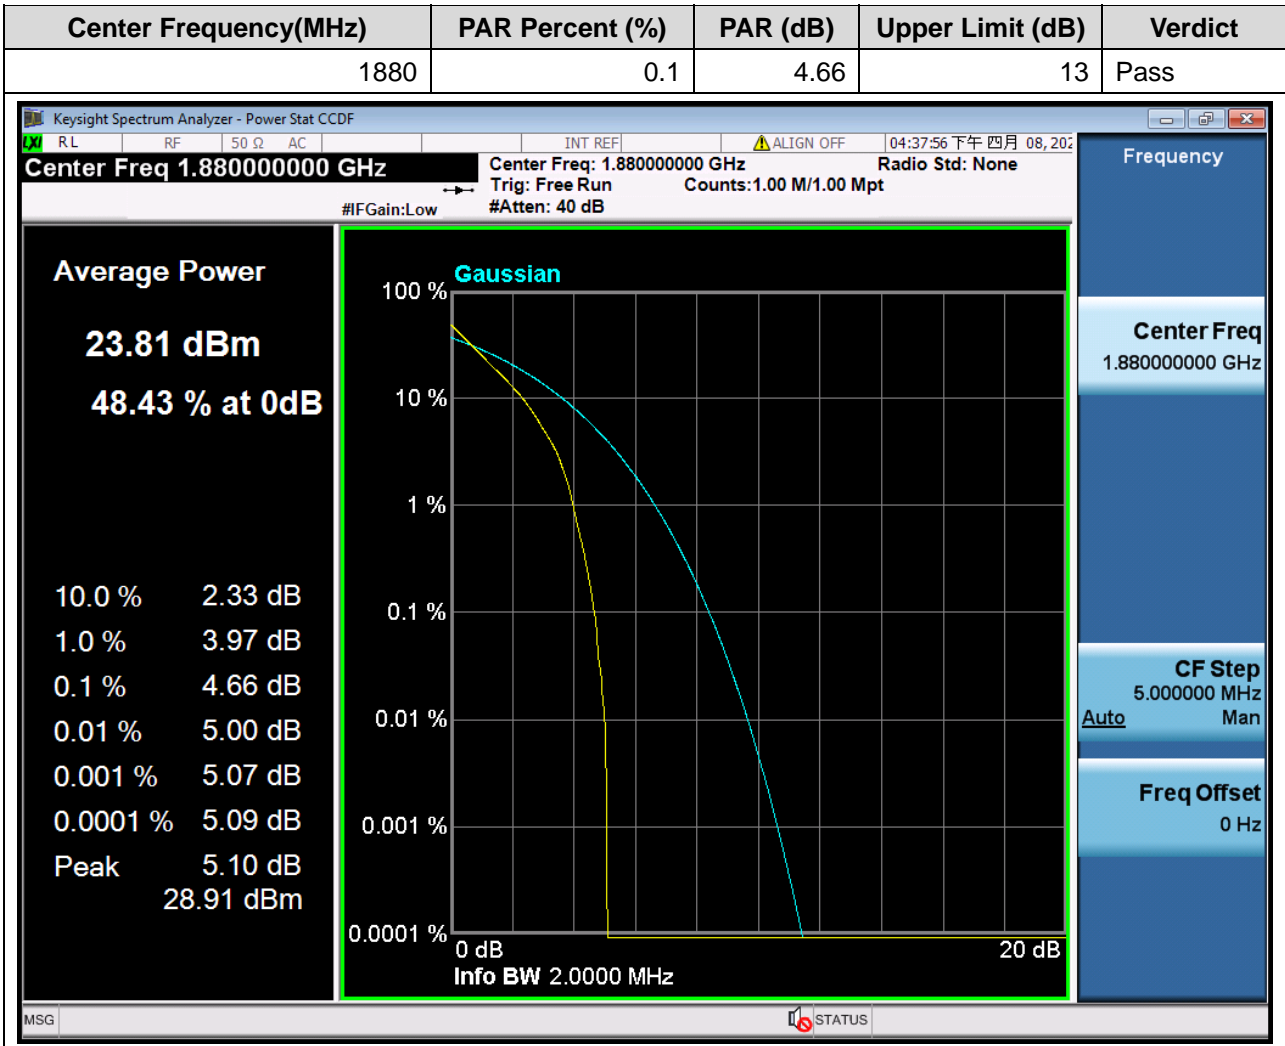 Center Frequency(MHz) PAR Percent (%) PAR (dB) Upper Limit (dB) Verdict
1880 0.1 4.66 13 Pass
Keysight Spectrum Analyzer - Power Stat CCDF
LXI RL RF 50 Ω AC INT REF ALIGN OFF 04:37:56 下午 四月 08, 202
Center Freq 1.880000000 GHz
Center Freq: 1.880000000 GHz Radio Std: None
Trig: Free Run Counts:1.00 M/1.00 Mpt
#IFGain:Low #Atten: 40 dB
Average Power
23.81 dBm
48.43 % at 0dB
10.0 % 2.33 dB
1.0 % 3.97 dB
0.1 % 4.66 dB
0.01 % 5.00 dB
0.001 % 5.07 dB
0.0001 % 5.09 dB
Peak 5.10 dB
28.91 dBm
Gaussian
100 %
10 %
1 %
0.1 %
0.01 %
0.001 %
0.0001 %
0 dB 20 dB
Info BW 2.0000 MHz
Frequency
Center Freq
1.880000000 GHz
CF Step
5.000000 MHz
Auto Man
Freq Offset
0 Hz
MSG STATUS